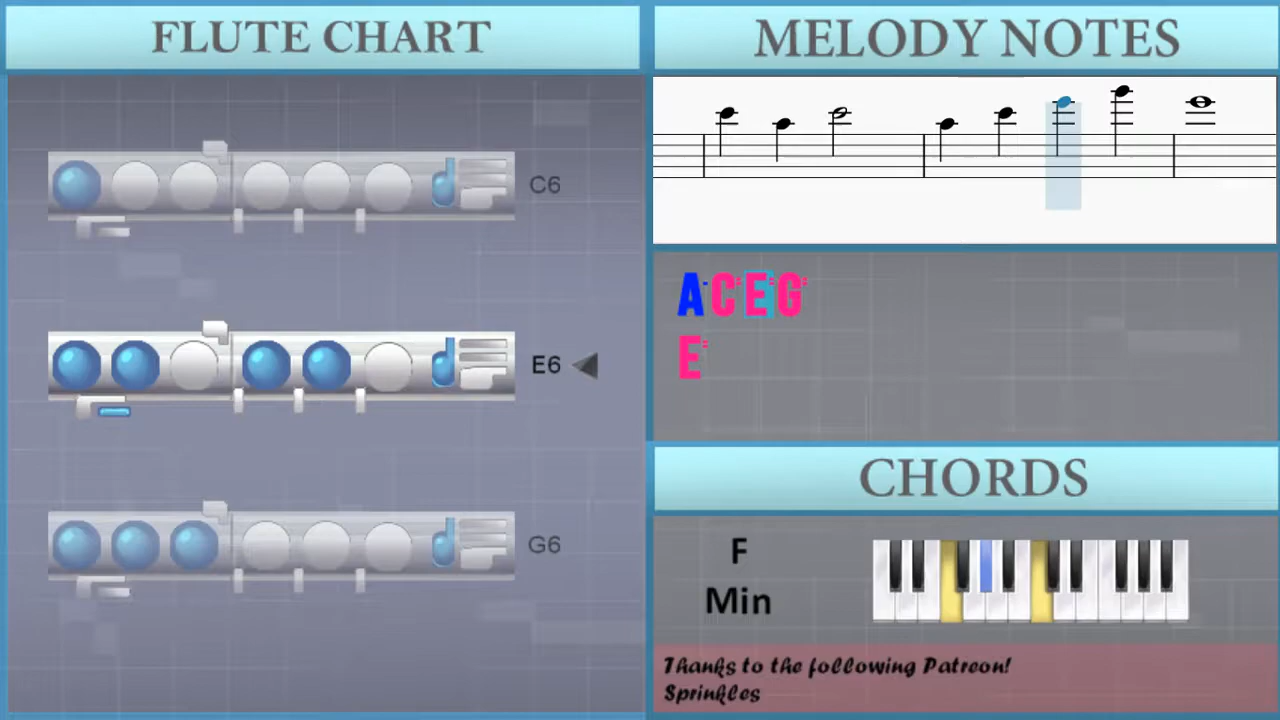 FLUTE CHART
MELODY NOTES
C6
E6
G6
ACEG
E
CHORDS
F
Min
Thanks to the following Patreon!
Sprinkles